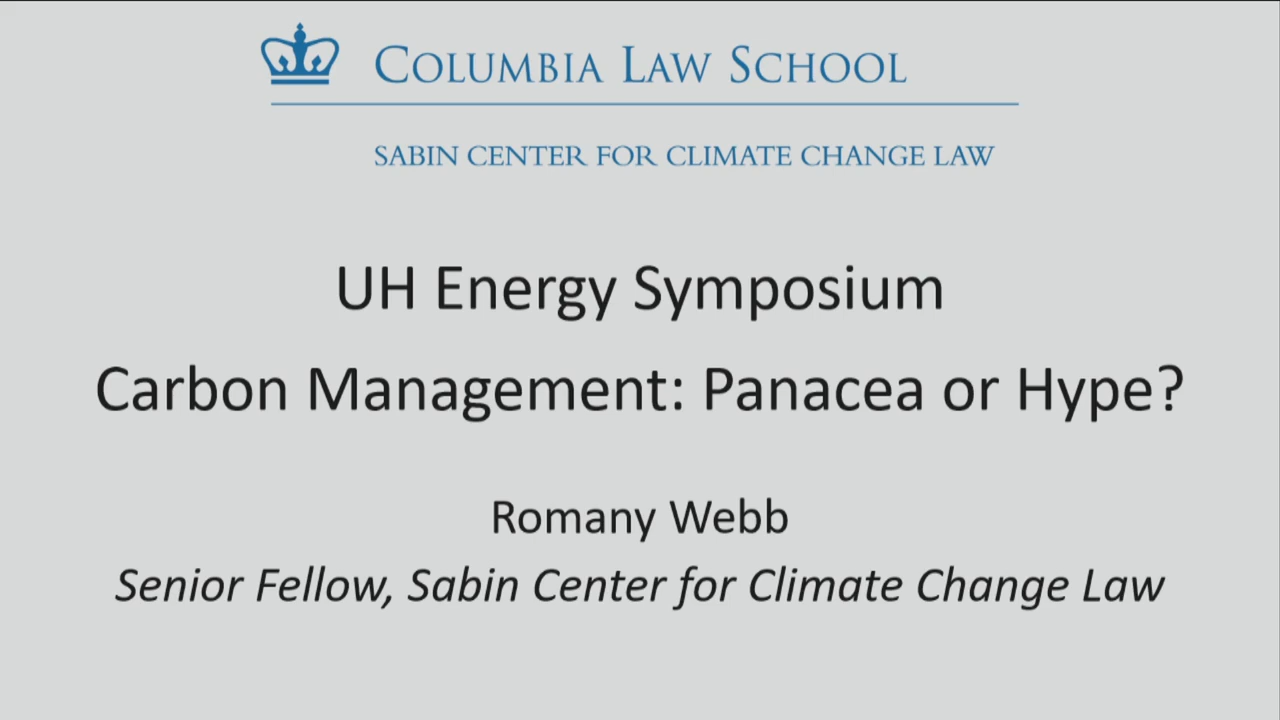 COLUMBIA LAW SCHOOL
SABIN CENTER FOR CLIMATE CHANGE LAW
UH Energy Symposium
Carbon Management: Panacea or Hype?
Romany Webb
Senior Fellow, Sabin Center for Climate Change Law